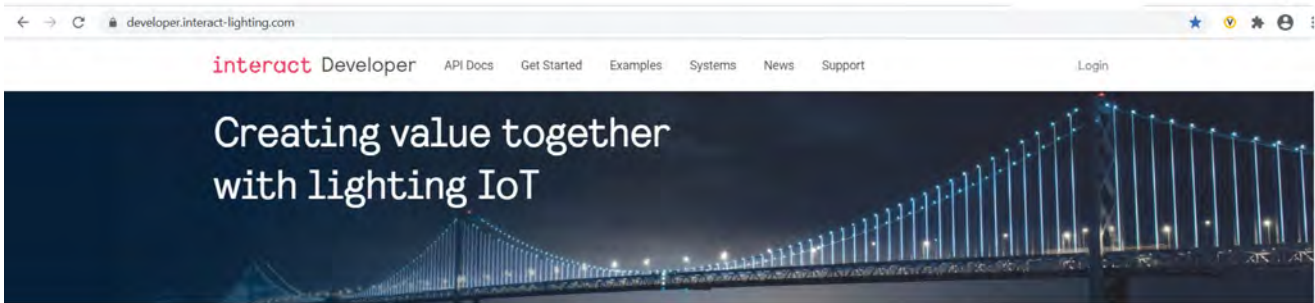 developer.interact-lighting.com
interact Developer API Docs Get Started Examples Systems News Support Login
Creating value together
with lighting IoT